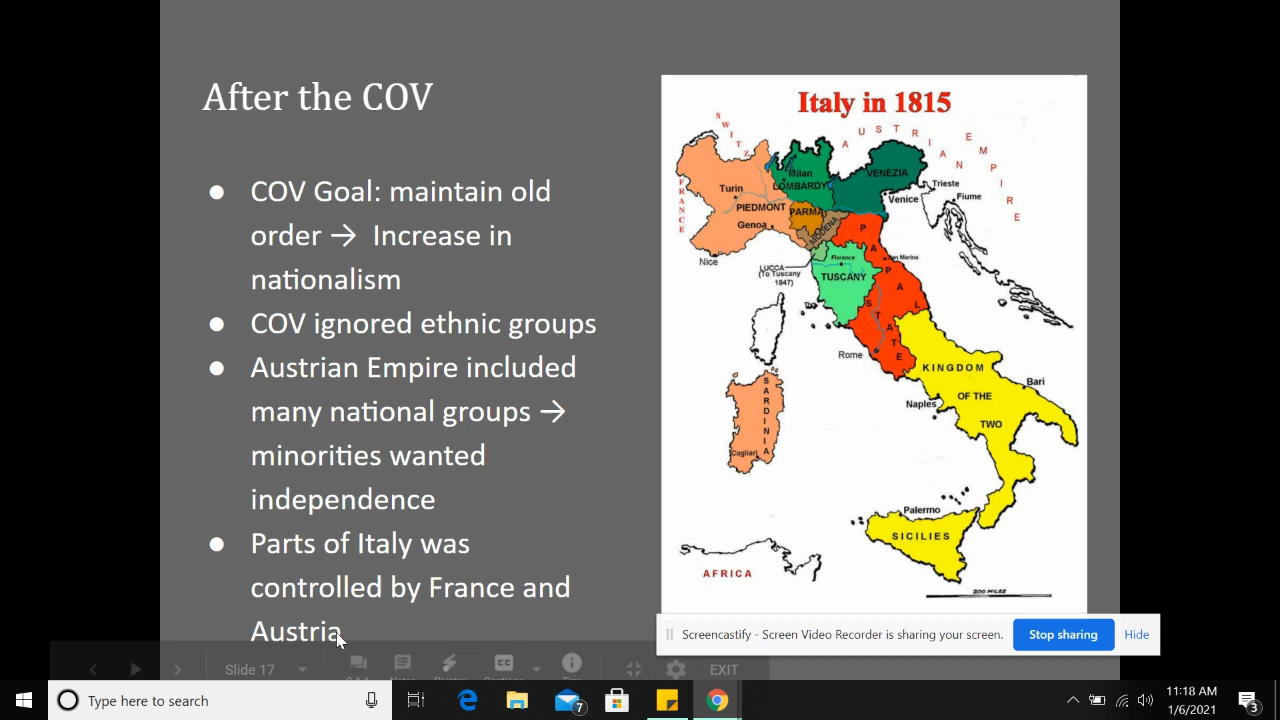 After the COV
● COV Goal: maintain old
order → Increase in
nationalism
● COV ignored ethnic groups
● Austrian Empire included
many national groups →
minorities wanted
independence
● Parts of Italy was
controlled by France and
Austria
Italy in 1815
SWITZ
AUSTRIAN EMPIRE
FRANCE
Milan
LOMBARDY
VENEZIA
Turin
Trieste
Venice
Fiume
PIEDMONT
PARMA
Genoa
MODENA
Nice
LUCCA
(To Tuscany
1847)
Florence
San Marino
TUSCANY
PAPAL
STATE
Rome
KINGDOM
OF THE
TWO
SICILIES
Bari
Naples
SARDINIA
Cagliari
Palermo
AFRICA
200 MILES
Screencastify - Screen Video Recorder is sharing your screen.
Stop sharing
Hide
Slide 17
EXIT
Type here to search
7
11:18 AM
1/6/2021
3